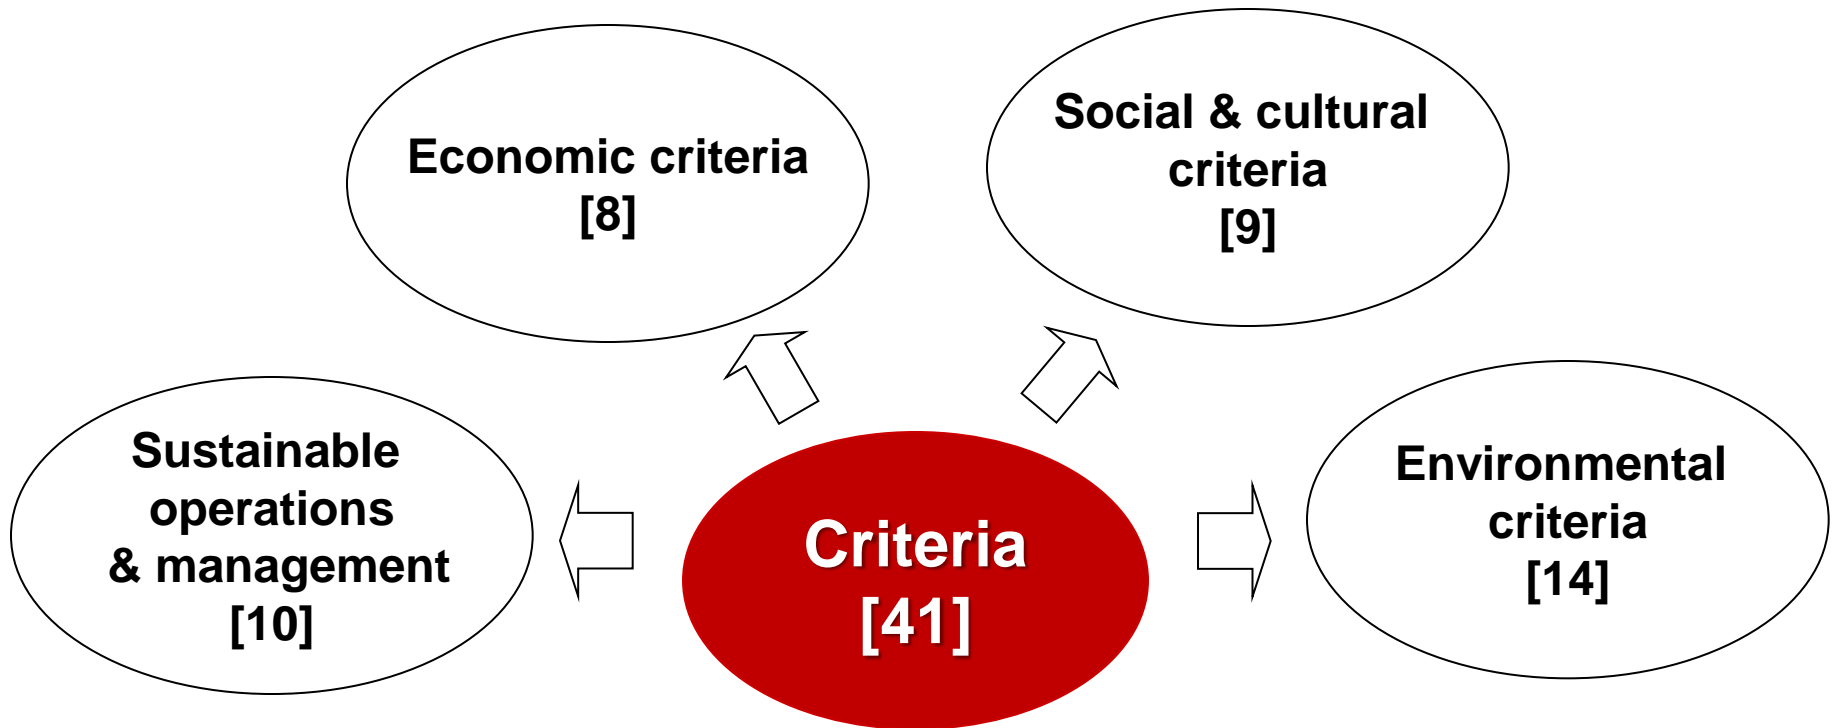 Economic criteria
[8]
Social & cultural
criteria
[9]
Sustainable
operations
& management
[10]
Criteria
[41]
Environmental
criteria
[14]